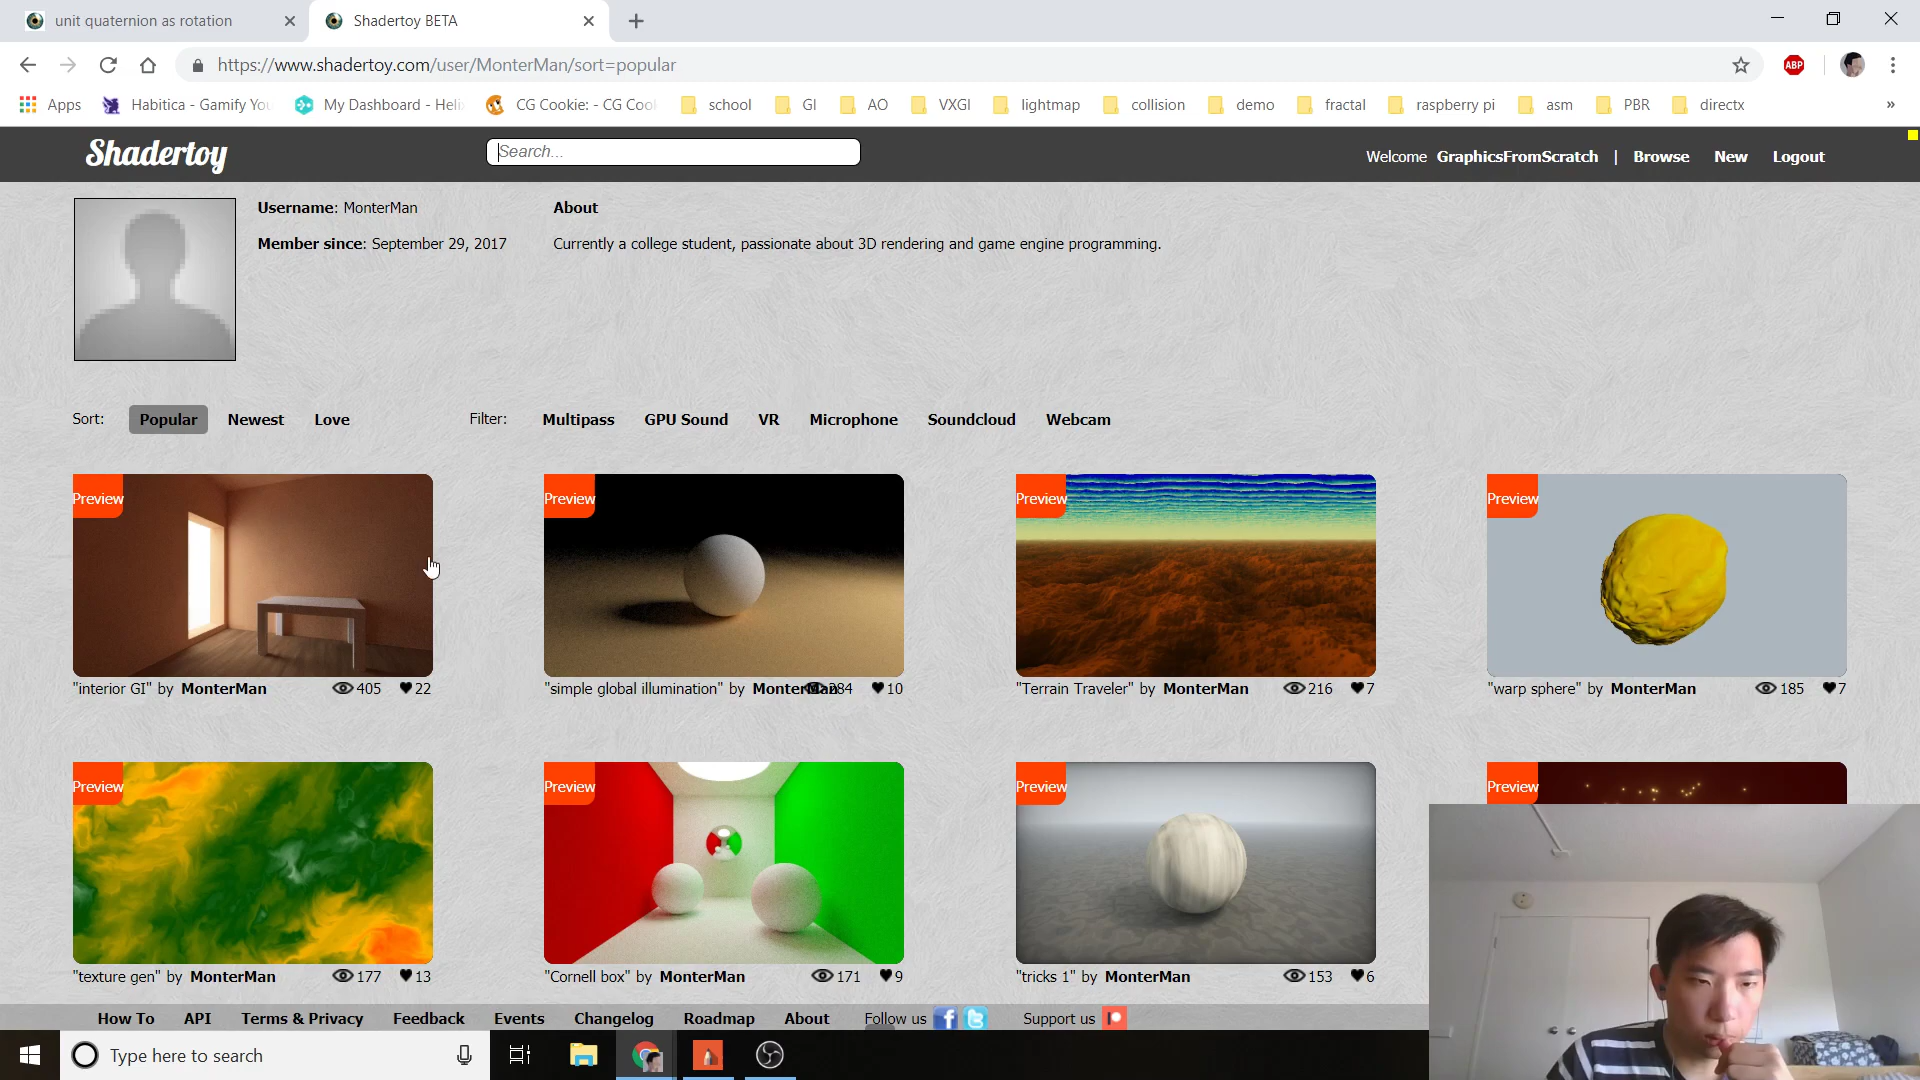 unit quaternion as rotation
Shadertoy BETA
https://www.shadertoy.com/user/MonterMan/sort=popular
ABP
Apps
Habitica - Gamify You
My Dashboard - Heli
CG Cookie: - CG Coo
school
GI
AO
VXGI
lightmap
collision
demo
fractal
raspberry pi
asm
PBR
directx
»
Shadertoy
Search...
Welcome GraphicsFromScratch | Browse New Logout
Username: MonterMan
About
Member since: September 29, 2017
Currently a college student, passionate about 3D rendering and game engine programming.
Sort: Popular Newest Love
Filter: Multipass GPU Sound VR Microphone Soundcloud Webcam
Preview
Preview
Preview
Preview
"interior GI" by MonterMan 405 22
"simple global illumination" by MonterMan 284 10
"Terrain Traveler" by MonterMan 216 7
"warp sphere" by MonterMan 185 7
Preview
Preview
Preview
Preview
"texture gen" by MonterMan 177 13
"Cornell box" by MonterMan 171 9
"tricks 1" by MonterMan 153 6
How To API Terms & Privacy Feedback Events Changelog Roadmap About Follow us Support us
Type here to search